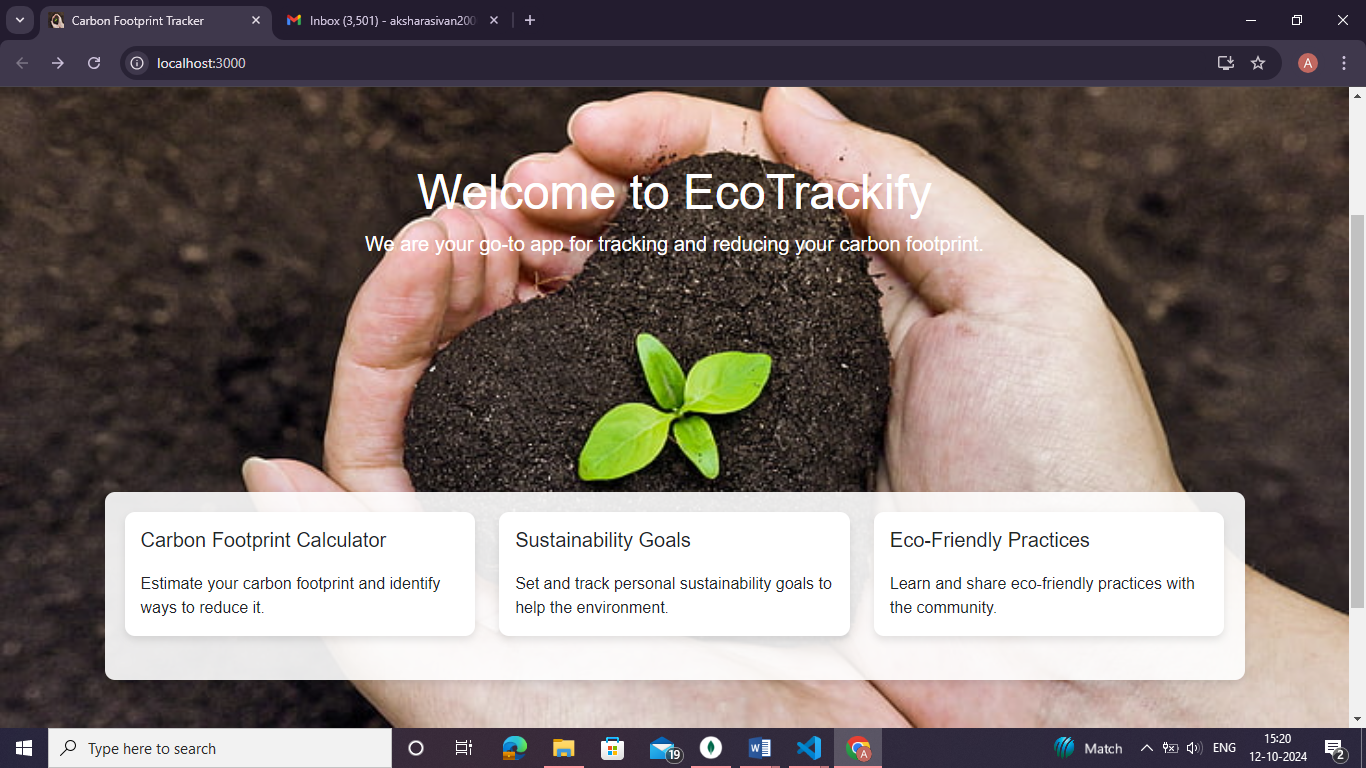 Carbon Footprint Tracker
Inbox (3,501) - aksharasivan200
localhost:3000
A
Welcome to EcoTrackify
We are your go-to app for tracking and reducing your carbon footprint.
Carbon Footprint Calculator
Estimate your carbon footprint and identify
ways to reduce it.
Sustainability Goals
Set and track personal sustainability goals to
help the environment.
Eco-Friendly Practices
Learn and share eco-friendly practices with
the community.
Type here to search
19
A
Match
ENG
15:20
12-10-2024
2